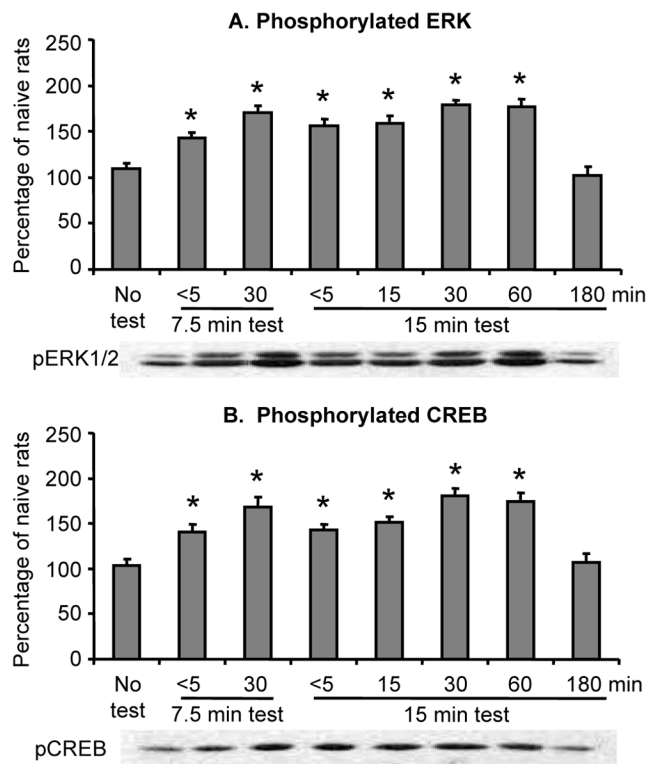 A. Phosphorylated ERK
Percentage of naive rats
250
200
150
100
50
0
* * * * * *
No test <5 30 <5 15 30 60 180 min
7.5 min test 15 min test
pERK1/2
B. Phosphorylated CREB
Percentage of naive rats
250
200
150
100
50
0
* * * * * *
No test <5 30 <5 15 30 60 180 min
7.5 min test 15 min test
pCREB